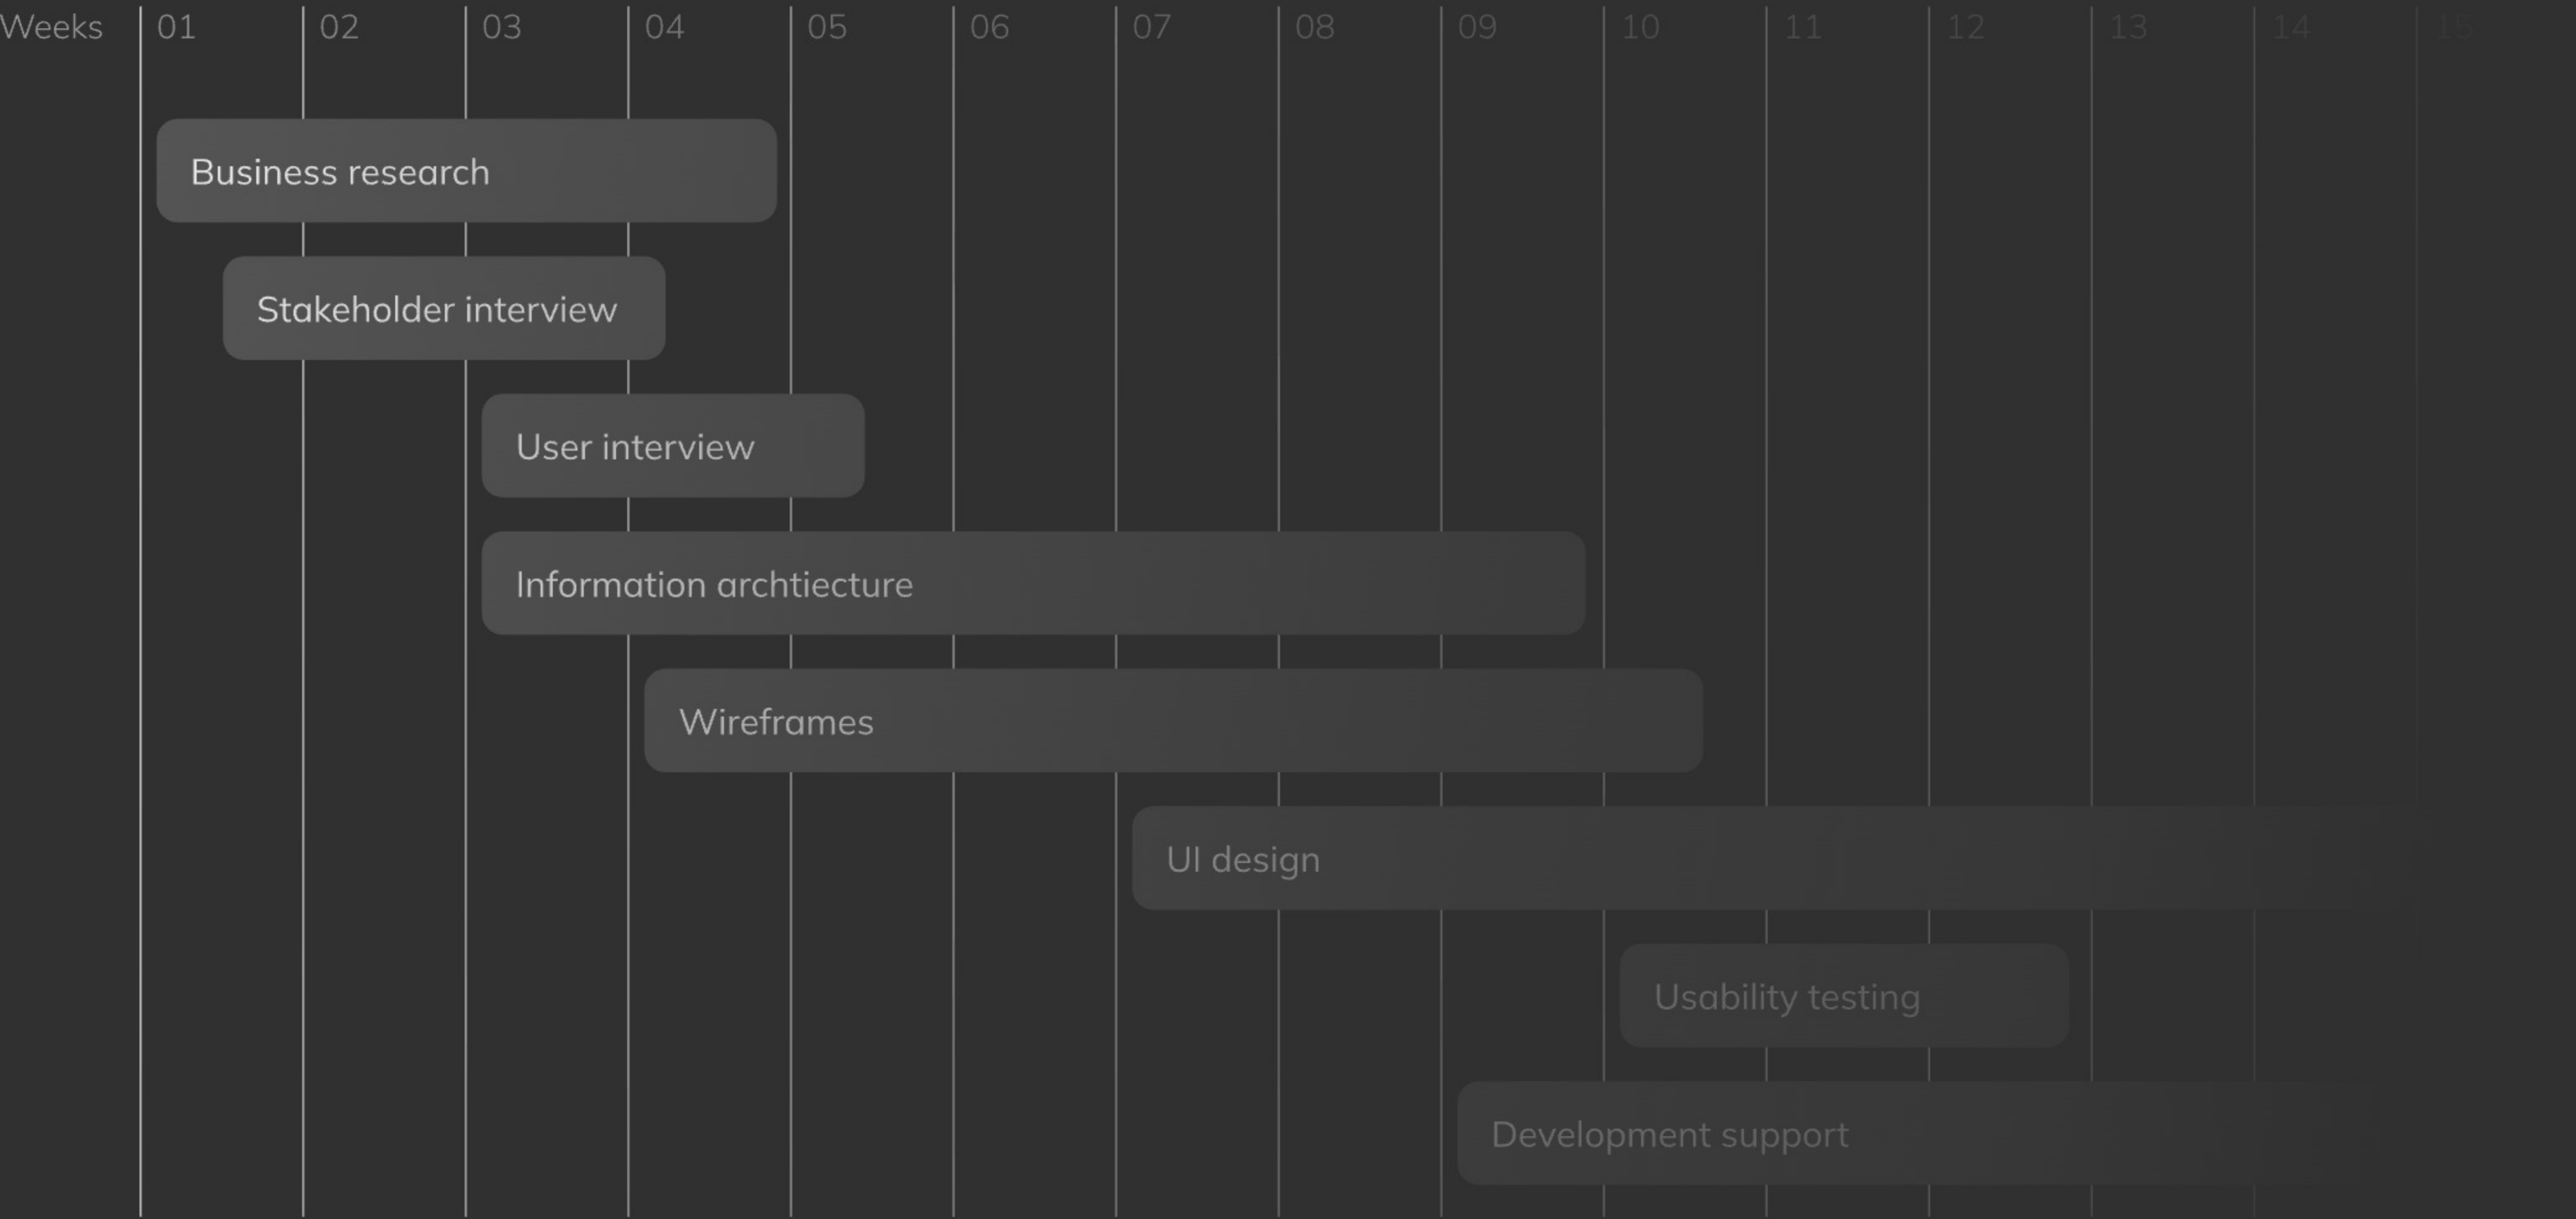 Weeks 01 02 03 04 05 06 07 08 09 10 11 12 13 14 15
Business research
Stakeholder interview
User interview
Information archtiecture
Wireframes
UI design
Usability testing
Development support